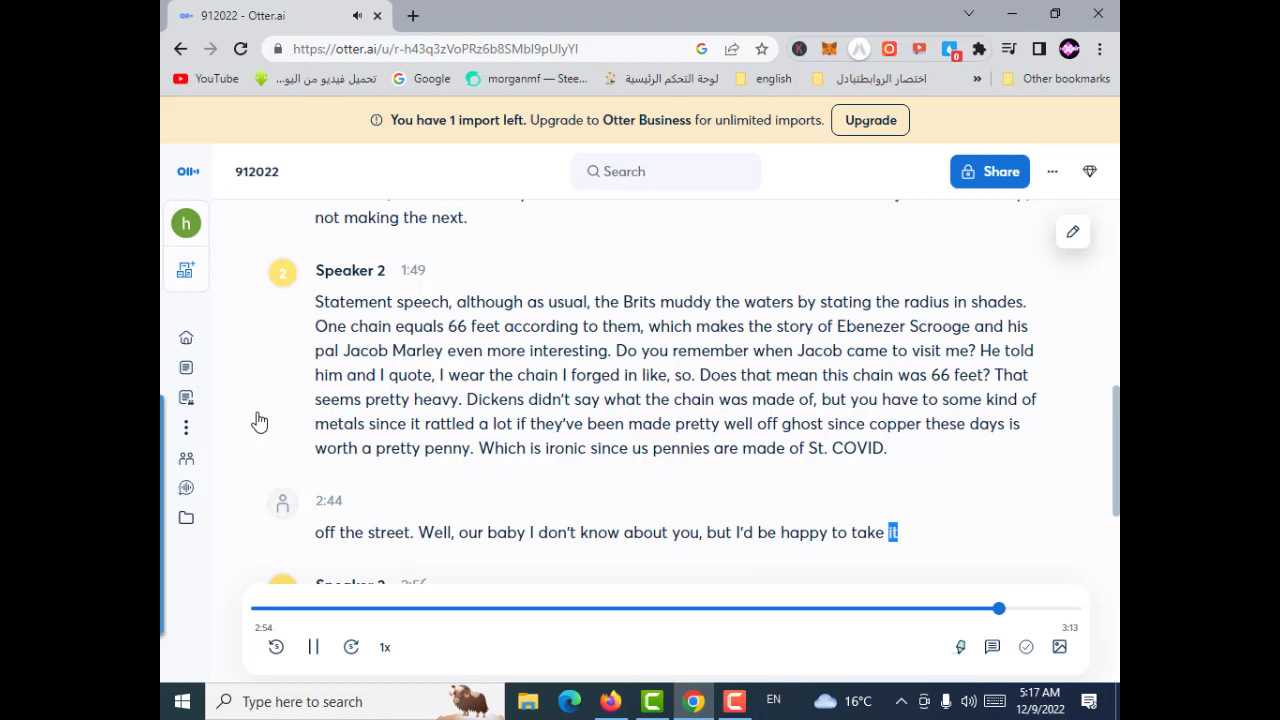 912022 - Otter.ai
https://otter.ai/u/r-h43q3zVoPRz6b8SMbI9pUIyYI
YouTube
تحميل فيديو من اليو...
Google
morganmf — Stee...
لوحة التحكم الرئيسية
english
اختصار الروابطتبادل
»
Other bookmarks
You have 1 import left. Upgrade to Otter Business for unlimited imports.
Upgrade
912022
Search
Share
h
not making the next.
2
Speaker 2 1:49
Statement speech, although as usual, the Brits muddy the waters by stating the radius in shades.
One chain equals 66 feet according to them, which makes the story of Ebenezer Scrooge and his
pal Jacob Marley even more interesting. Do you remember when Jacob came to visit me? He told
him and I quote, I wear the chain I forged in like, so. Does that mean this chain was 66 feet? That
seems pretty heavy. Dickens didn't say what the chain was made of, but you have to some kind of
metals since it rattled a lot if they've been made pretty well off ghost since copper these days is
worth a pretty penny. Which is ironic since us pennies are made of St. COVID.
2:44
off the street. Well, our baby I don't know about you, but I'd be happy to take it
Speaker 2
2:54
3:13
5
5
1x
Type here to search
EN
16°C
5:17 AM
12/9/2022